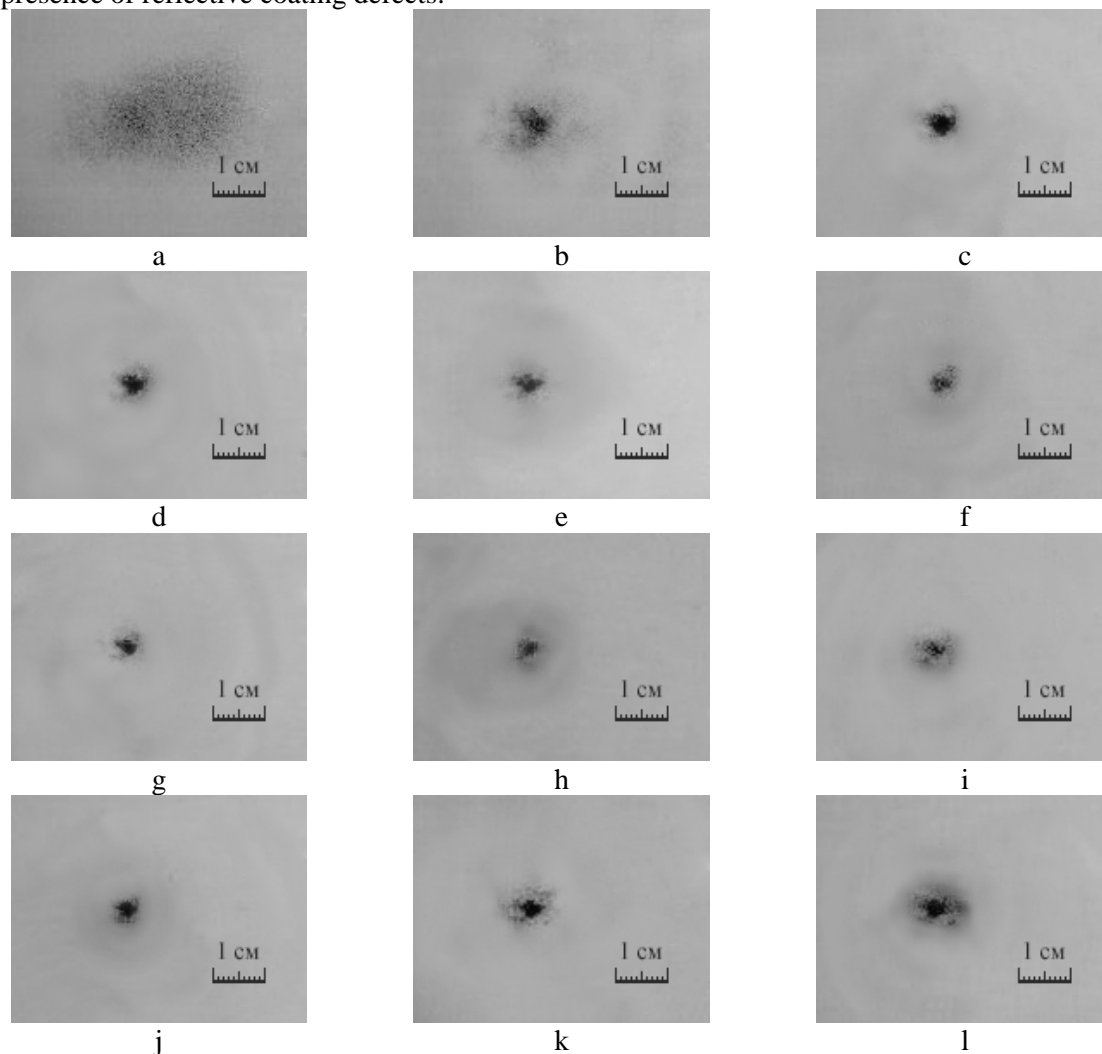 presence of reflective coating defects.
1 см
1 см
1 см
a
b
c
1 см
1 см
1 см
d
e
f
1 см
1 см
1 см
g
h
i
1 см
1 см
1 см
j
k
l